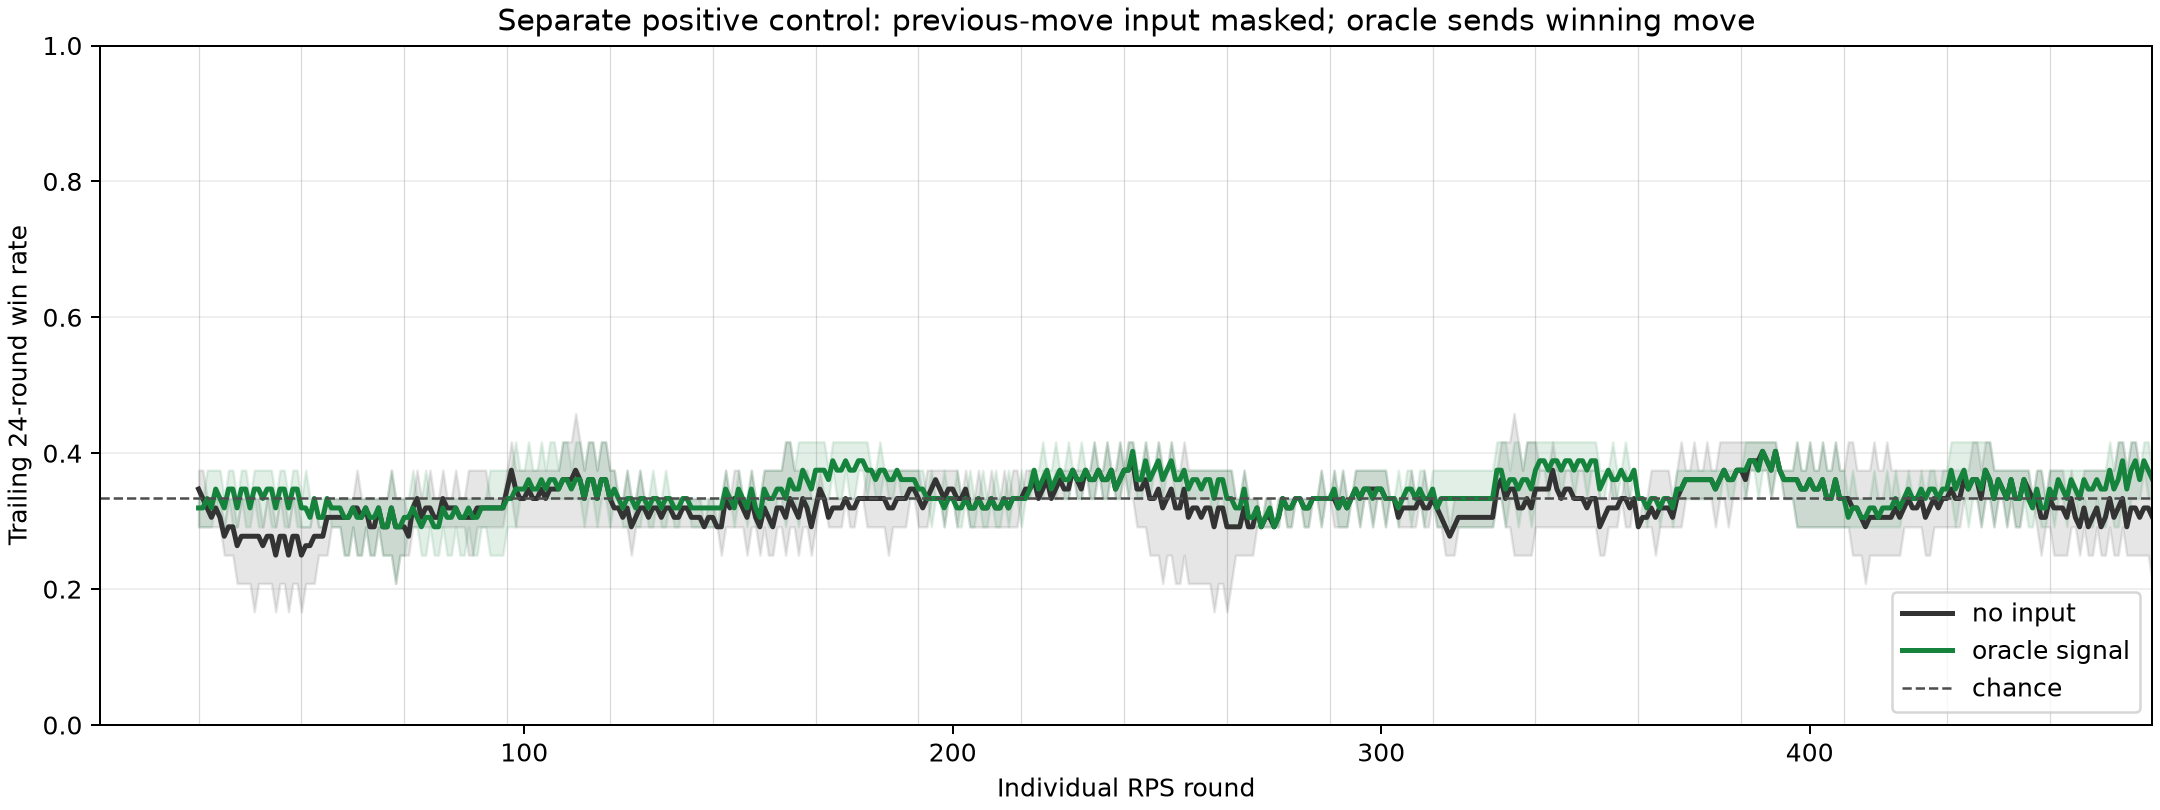 Separate positive control: previous-move input masked; oracle sends winning move
Trailing 24-round win rate
1.0
0.8
0.6
0.4
0.2
0.0
100
200
300
400
Individual RPS round
no input
oracle signal
chance